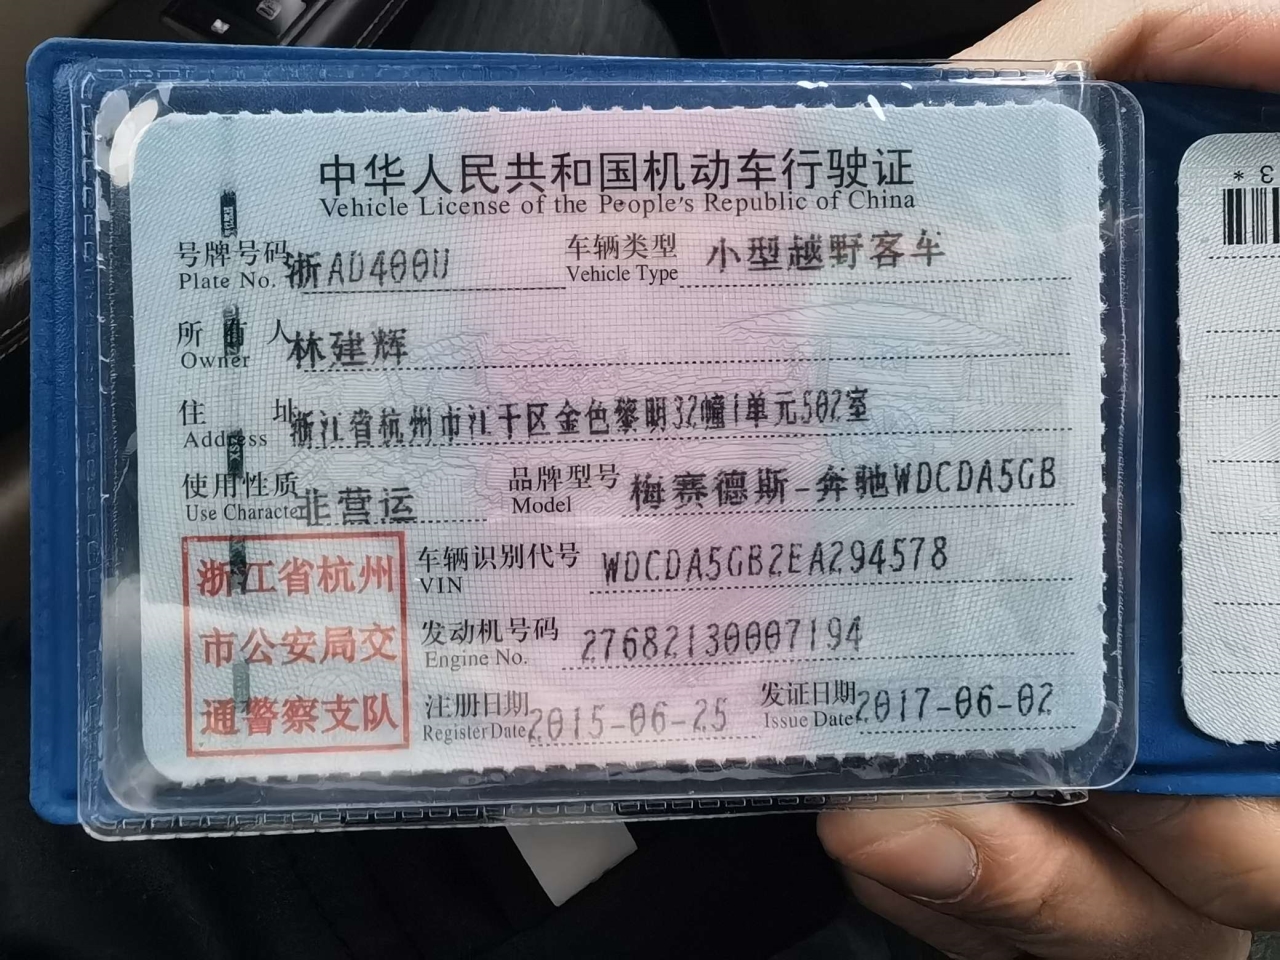 中华人民共和国机动车行驶证
Vehicle License of the People's Republic of China
号牌号码 浙AD400U 车辆类型 小型越野客车
Plate No. Vehicle Type
所有人 林建辉
Owner
住址 浙江省杭州市江干区金色黎明32幢1单元502室
Address
使用性质 非营运 品牌型号 梅赛德斯-奔驰WDCDA5GB
Use Character Model
浙江省杭州市公安局交通警察支队
车辆识别代号 WDCDA5GB2EA294578
VIN
发动机号码 27682130007194
Engine No.
注册日期 2015-06-25 发证日期 2017-06-02
Register Date Issue Date
3 *